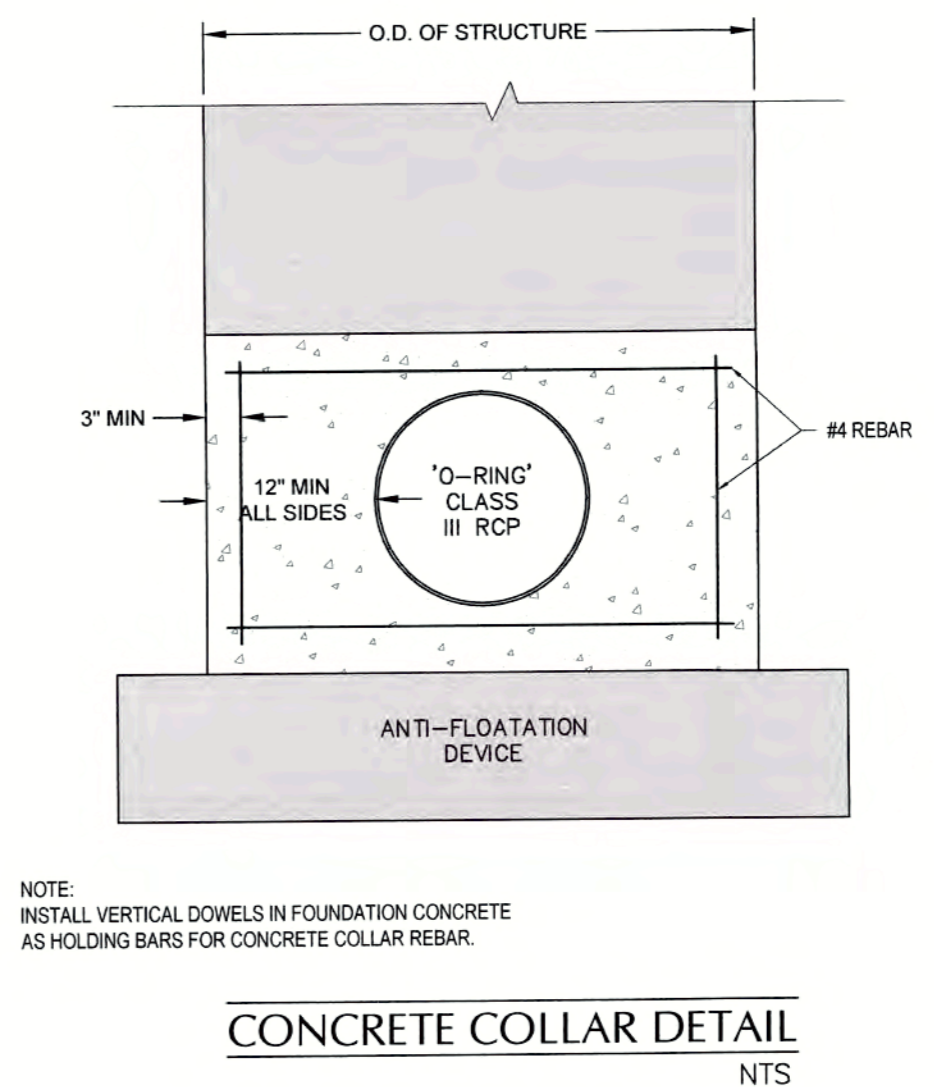 O.D. OF STRUCTURE
3" MIN
#4 REBAR
12" MIN
ALL SIDES
'O-RING'
CLASS
III RCP
ANTI-FLOATATION
DEVICE
NOTE:
INSTALL VERTICAL DOWELS IN FOUNDATION CONCRETE
AS HOLDING BARS FOR CONCRETE COLLAR REBAR.
CONCRETE COLLAR DETAIL
NTS